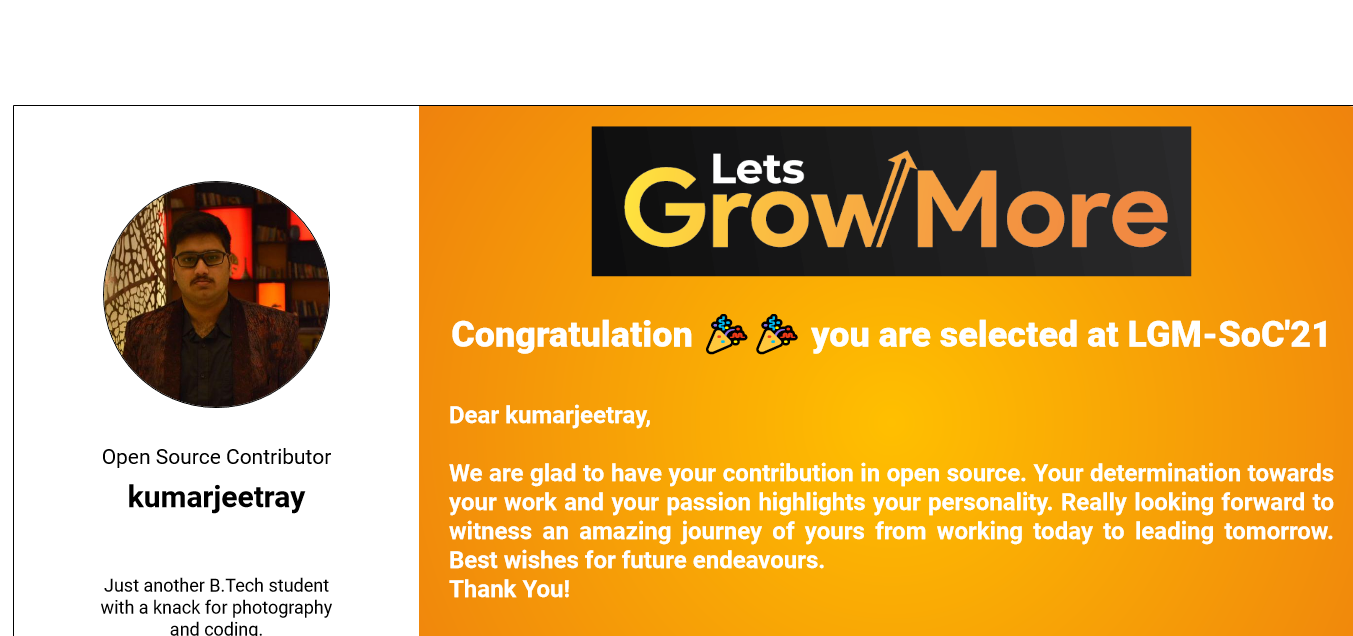 Open Source Contributor
kumarjeetray
Just another B.Tech student
with a knack for photography
and coding.
Lets
GrowMore
Congratulation 🎉🎉 you are selected at LGM-SoC'21
Dear kumarjeetray,
We are glad to have your contribution in open source. Your determination towards
your work and your passion highlights your personality. Really looking forward to
witness an amazing journey of yours from working today to leading tomorrow.
Best wishes for future endeavours.
Thank You!